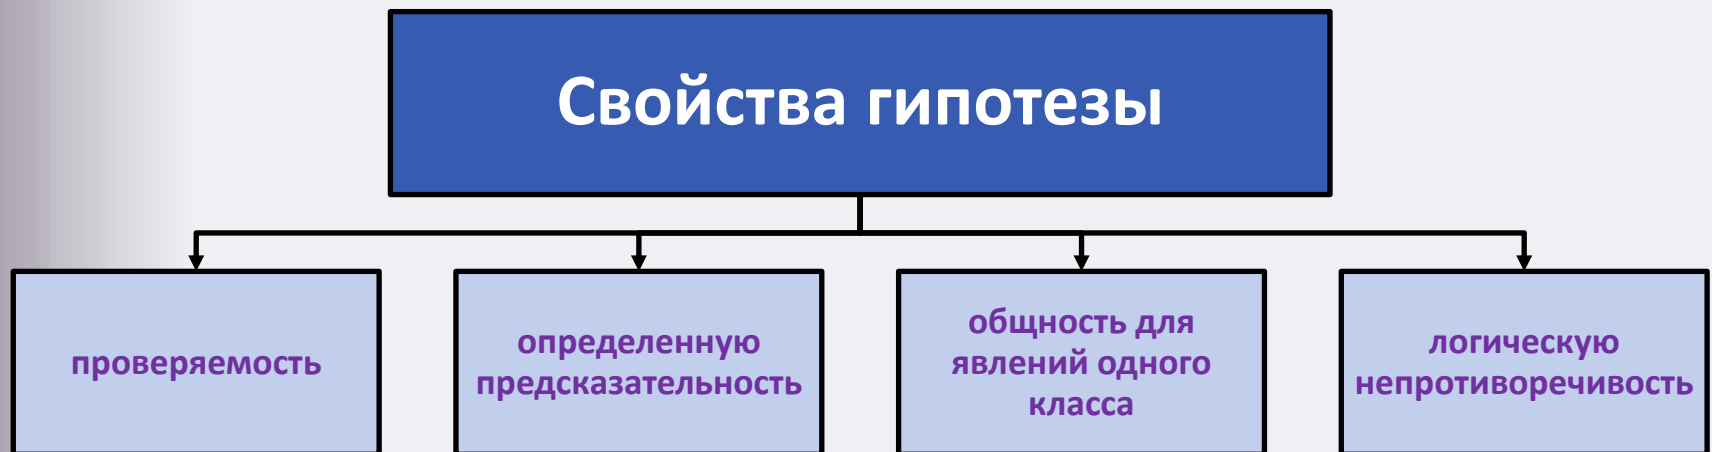 Свойства гипотезы
проверяемость
определенную
предсказательность
общность для
явлений одного
класса
логическую
непротиворечивость